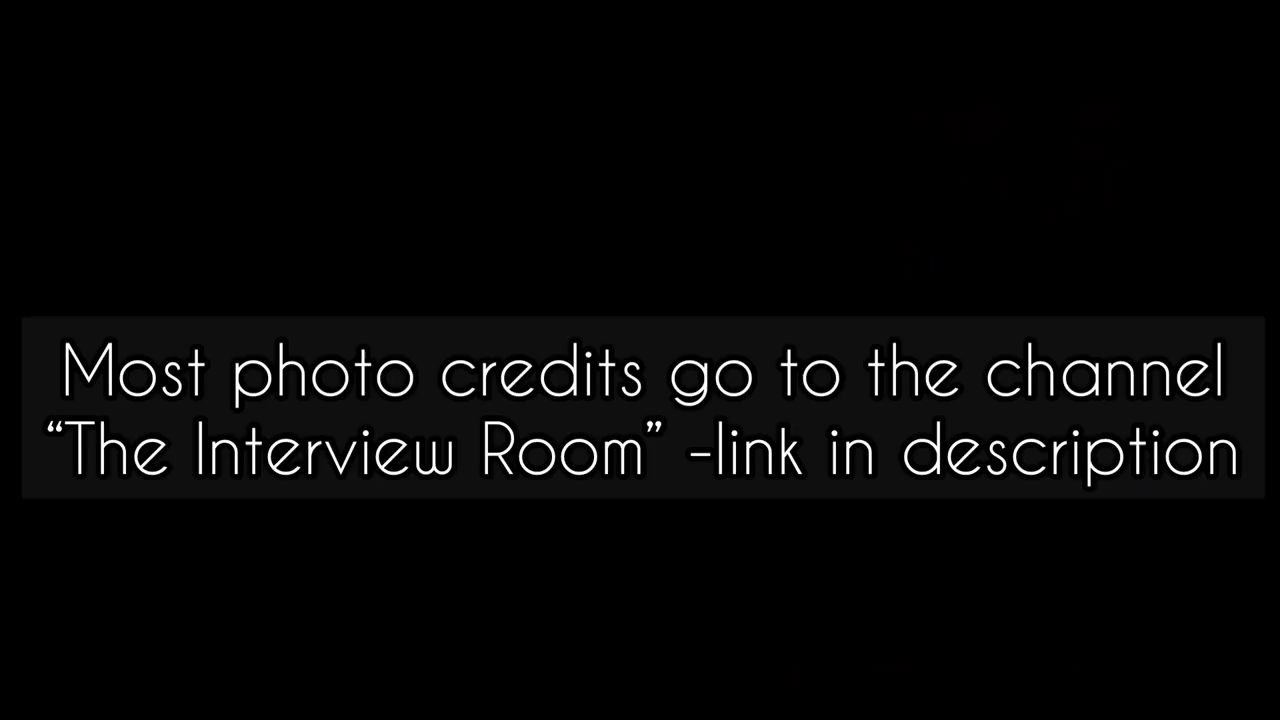 Most photo credits go to the channel
“The Interview Room” -link in description